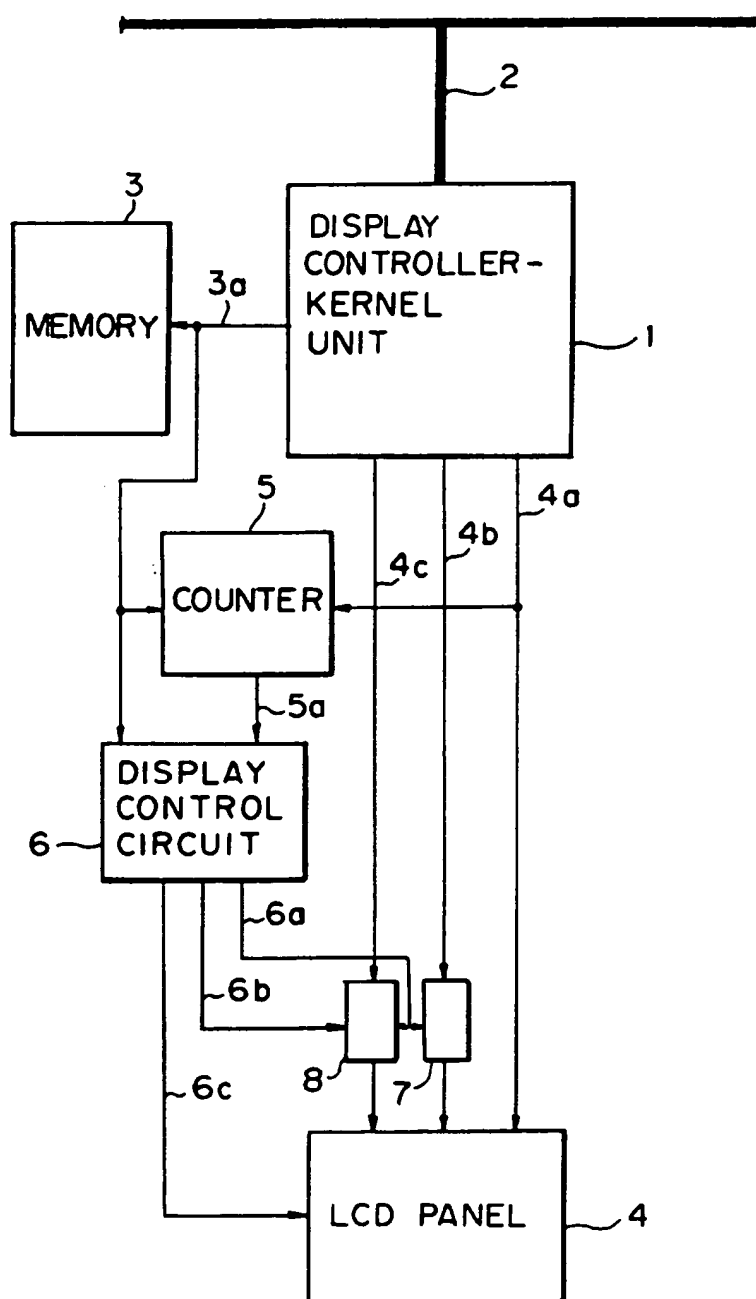 2
3
DISPLAY
CONTROLLER-
KERNEL
UNIT
3a
MEMORY
1
5
4a
4b
4c
COUNTER
5a
DISPLAY
CONTROL
CIRCUIT
6
6a
6b
8
7
6c
LCD PANEL
4